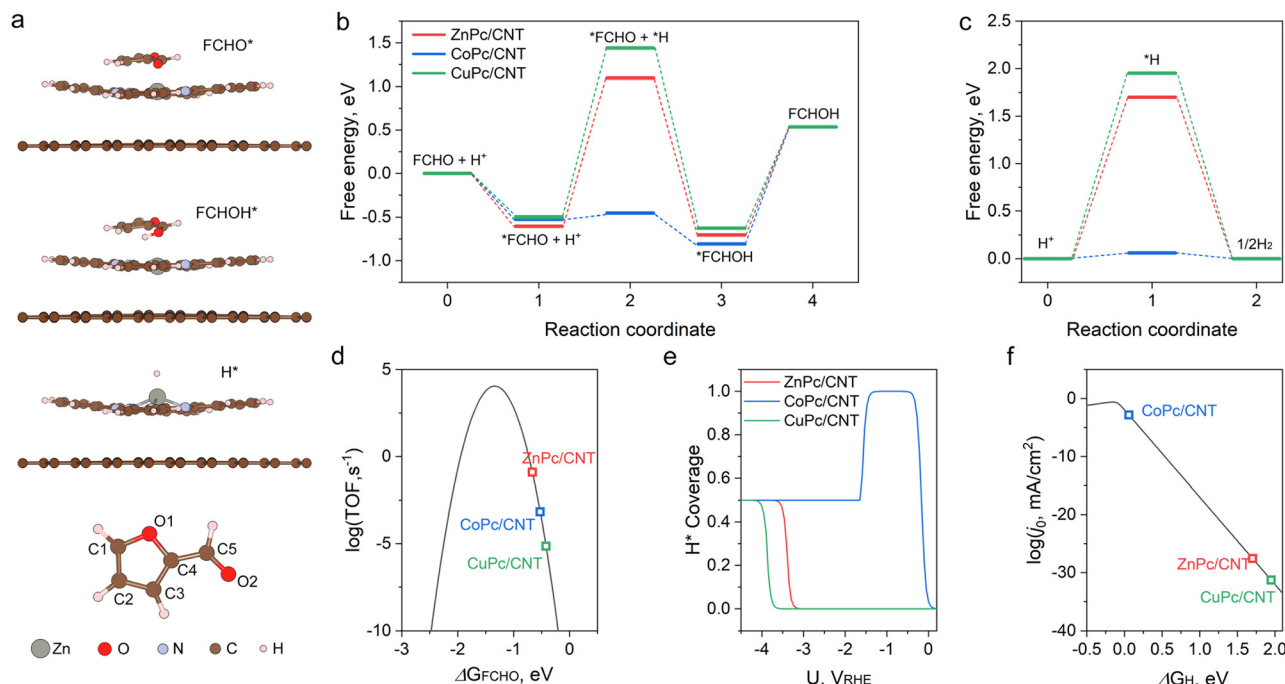 a
FCHO*
FCHOH*
H*
O1
C1
C5
C4
C2
C3
O2
Zn O N C H
b
ZnPc/CNT
CoPc/CNT
CuPc/CNT
*FCHO + *H
FCHOH
FCHO + H⁺
*FCHO + H⁺
*FCHOH
Free energy, eV
1.5
1.0
0.5
0.0
-0.5
-1.0
0 1 2 3 4
Reaction coordinate
c
*H
H⁺
1/2H₂
Free energy, eV
2.5
2.0
1.5
1.0
0.5
0.0
0 1 2
Reaction coordinate
d
ZnPc/CNT
CoPc/CNT
CuPc/CNT
log(TOF,s⁻¹)
5
0
-5
-10
-3 -2 -1 0
ΔGFCHO, eV
e
ZnPc/CNT
CoPc/CNT
CuPc/CNT
H* Coverage
1.0
0.8
0.6
0.4
0.2
0.0
-4 -3 -2 -1 0
U, VRHE
f
CoPc/CNT
ZnPc/CNT
CuPc/CNT
log(j₀, mA/cm²)
0
-10
-20
-30
-40
-0.5 0.0 0.5 1.0 1.5 2.0
ΔGH, eV